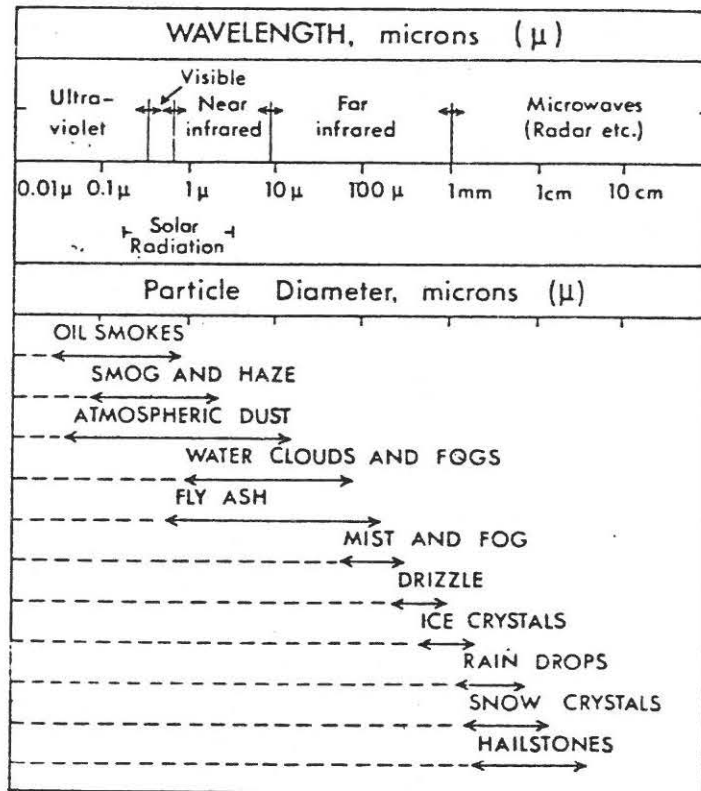 WAVELENGTH, microns (μ)
Visible
Ultra- Near Far Microwaves
violet infrared infrared (Radar etc.)
0.01μ 0.1μ 1μ 10μ 100μ 1mm 1cm 10cm
Solar
Radiation
Particle Diameter, microns (μ)
OIL SMOKES
SMOG AND HAZE
ATMOSPHERIC DUST
WATER CLOUDS AND FOGS
FLY ASH
MIST AND FOG
DRIZZLE
ICE CRYSTALS
RAIN DROPS
SNOW CRYSTALS
HAILSTONES